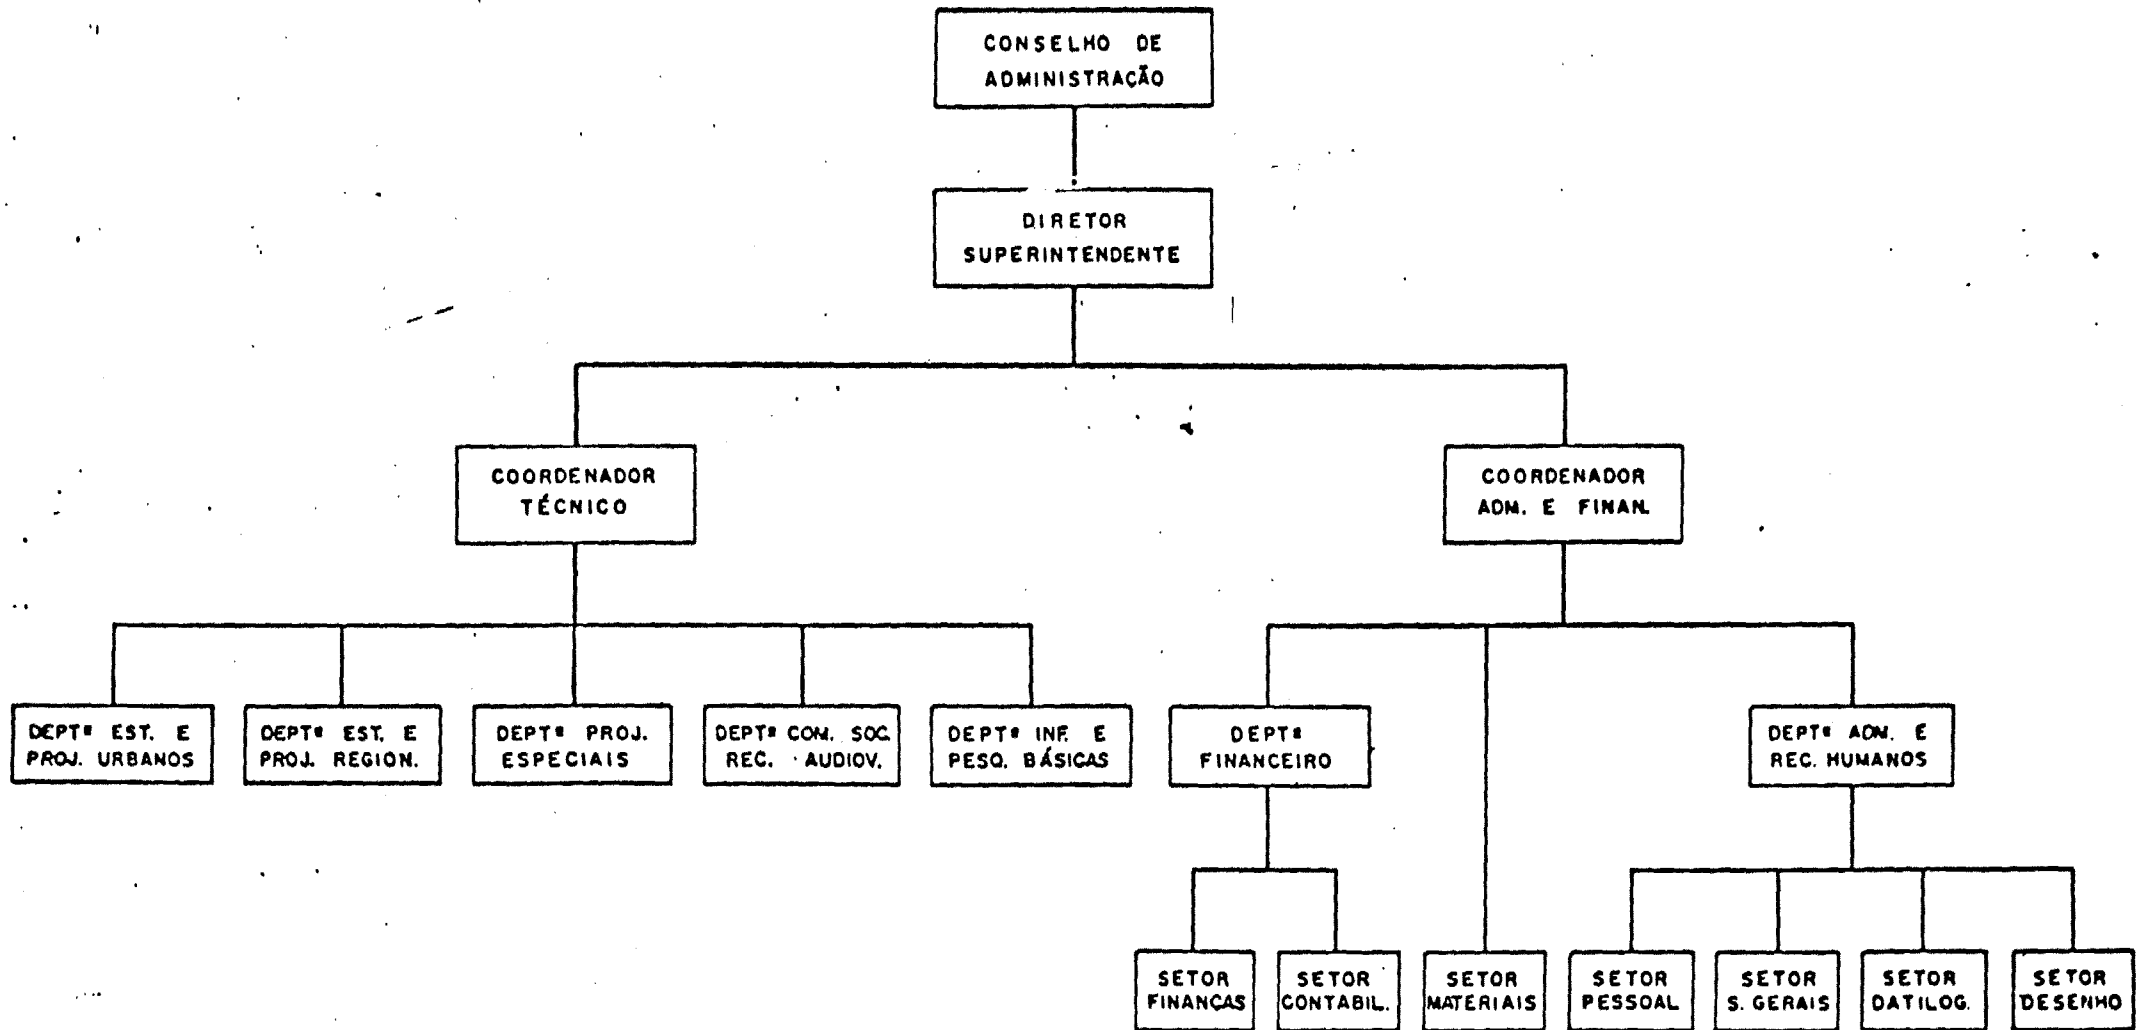 CONSELHO DE
ADMINISTRAÇÃO
DIRETOR
SUPERINTENDENTE
COORDENADOR
TÉCNICO
COORDENADOR
ADM. E FINAN.
DEPTº EST. E
PROJ. URBANOS
DEPTº EST. E
PROJ. REGION.
DEPTº PROJ.
ESPECIAIS
DEPTº COM. SOC.
REC. AUDIOV.
DEPTº INF. E
PESQ. BÁSICAS
DEPTº
FINANCEIRO
DEPTº ADM. E
REC. HUMANOS
SETOR
FINANÇAS
SETOR
CONTABIL.
SETOR
MATERIAIS
SETOR
PESSOAL
SETOR
S. GERAIS
SETOR
DATILOG.
SETOR
DESENHO